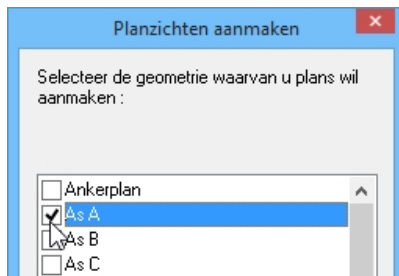 Planzichten aanmaken
Selecteer de geometrie waarvan u plans wil
aanmaken :
Ankerplan
As A
As B
As C